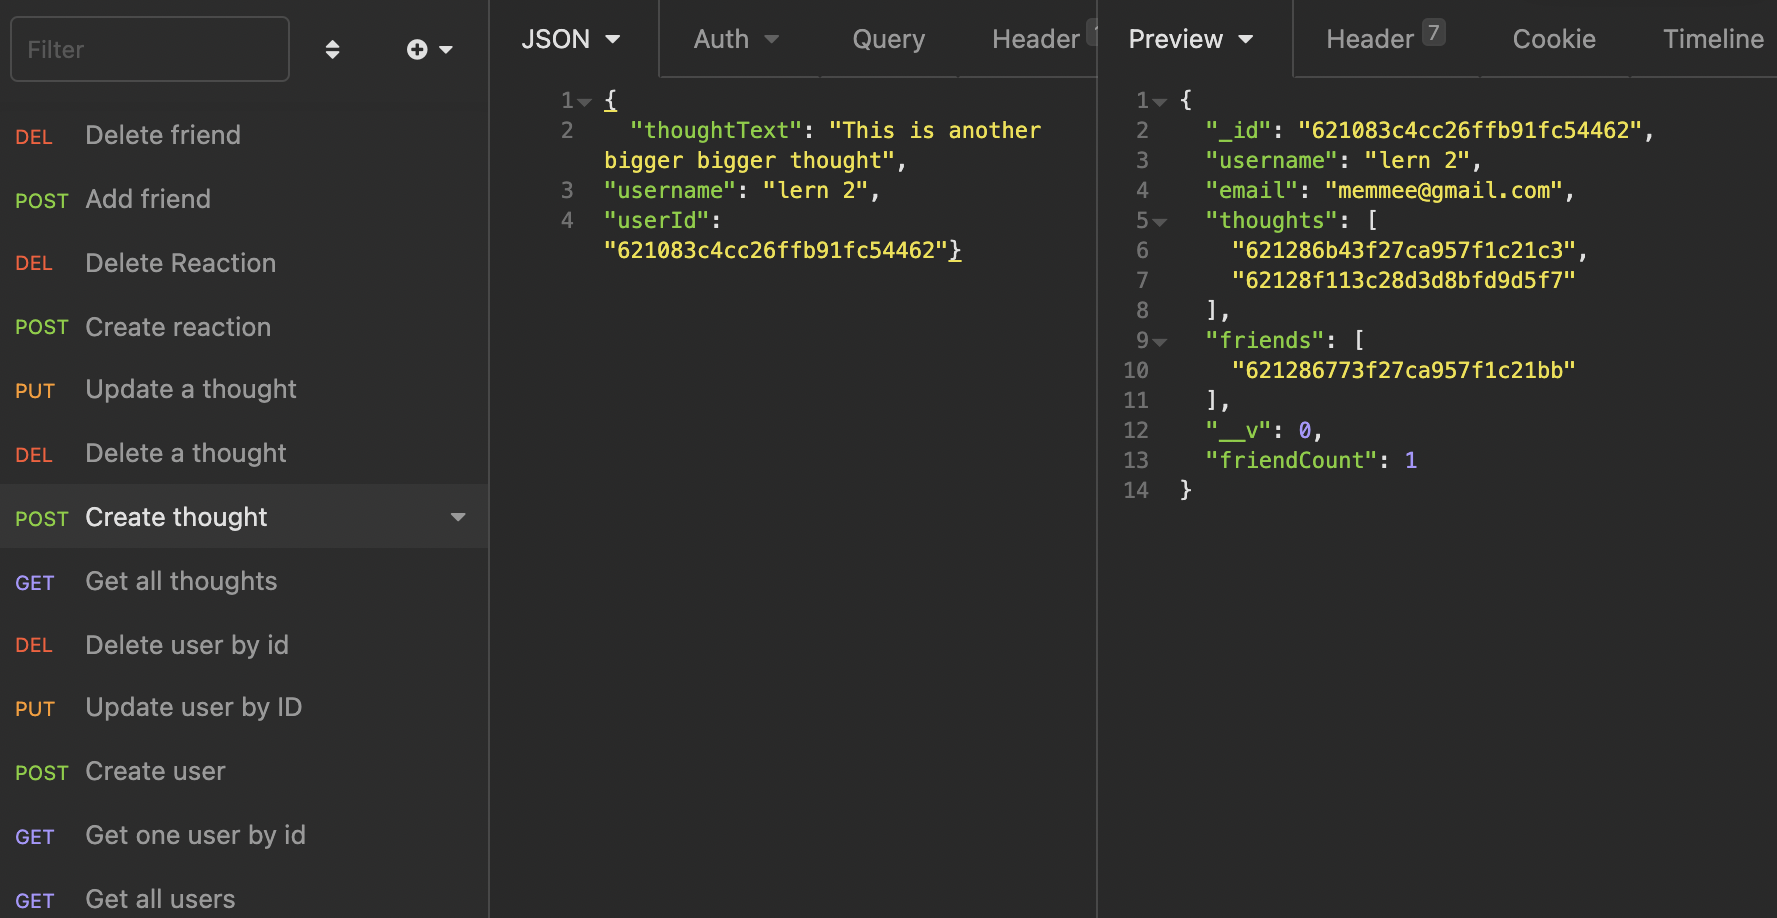 Filter
DEL Delete friend
POST Add friend
DEL Delete Reaction
POST Create reaction
PUT Update a thought
DEL Delete a thought
POST Create thought
GET Get all thoughts
DEL Delete user by id
PUT Update user by ID
POST Create user
GET Get one user by id
GET Get all users
JSON Auth Query Header
1 {
2 "thoughtText": "This is another
bigger bigger thought",
3 "username": "lern 2",
4 "userId":
"621083c4cc26ffb91fc54462"}
Preview Header 7 Cookie Timeline
1 {
2 "_id": "621083c4cc26ffb91fc54462",
3 "username": "lern 2",
4 "email": "memmee@gmail.com",
5 "thoughts": [
6 "621286b43f27ca957f1c21c3",
7 "62128f113c28d3d8bfd9d5f7"
8 ],
9 "friends": [
10 "621286773f27ca957f1c21bb"
11 ],
12 "__v": 0,
13 "friendCount": 1
14 }